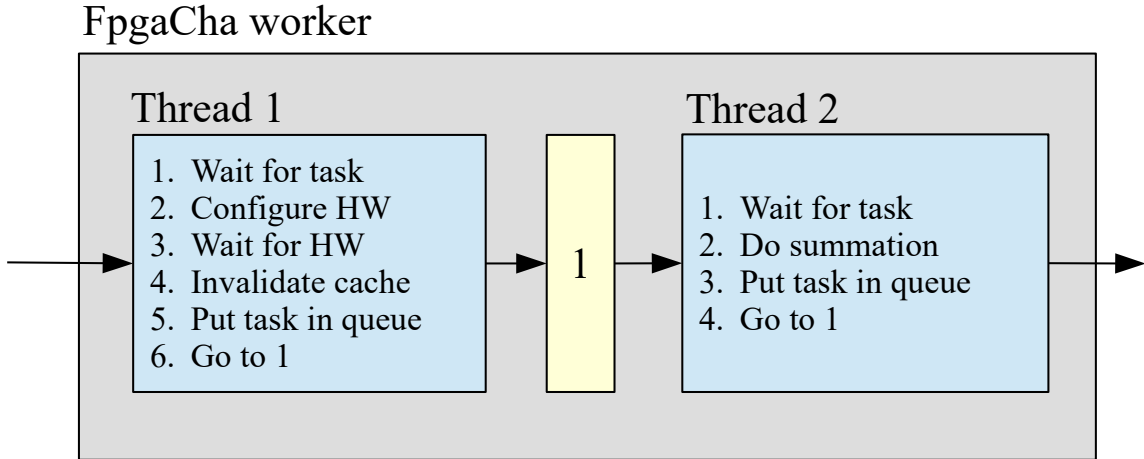 FpgaCha worker
Thread 1
1. Wait for task
2. Configure HW
3. Wait for HW
4. Invalidate cache
5. Put task in queue
6. Go to 1
1
Thread 2
1. Wait for task
2. Do summation
3. Put task in queue
4. Go to 1